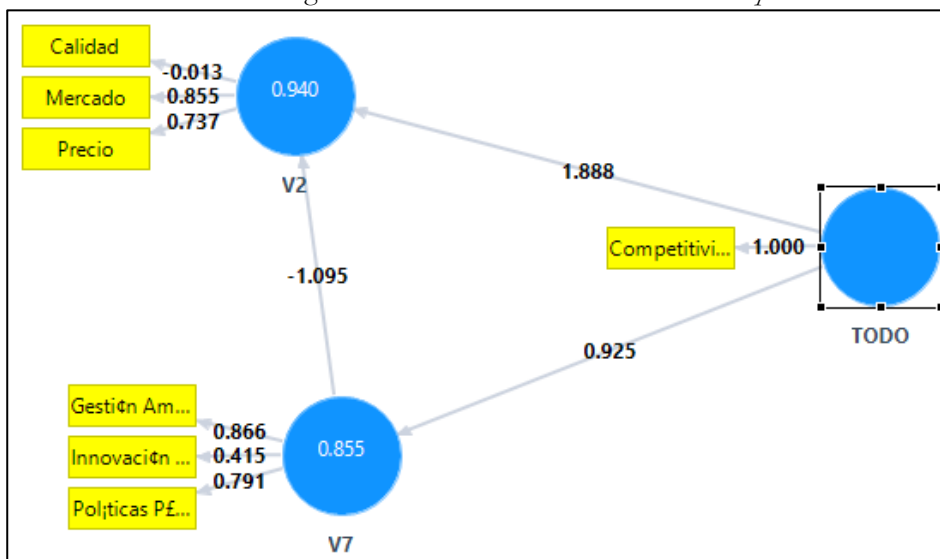 Calidad
-0.013
0.940
Mercado
0.855
0.737
Precio
V2
1.888
Competitivi...
1.000
-1.095
TODO
0.925
Gesti¢n Am...
0.866
0.855
Innovaci¢n ...
0.415
0.791
Pol¡ticas P£...
V7